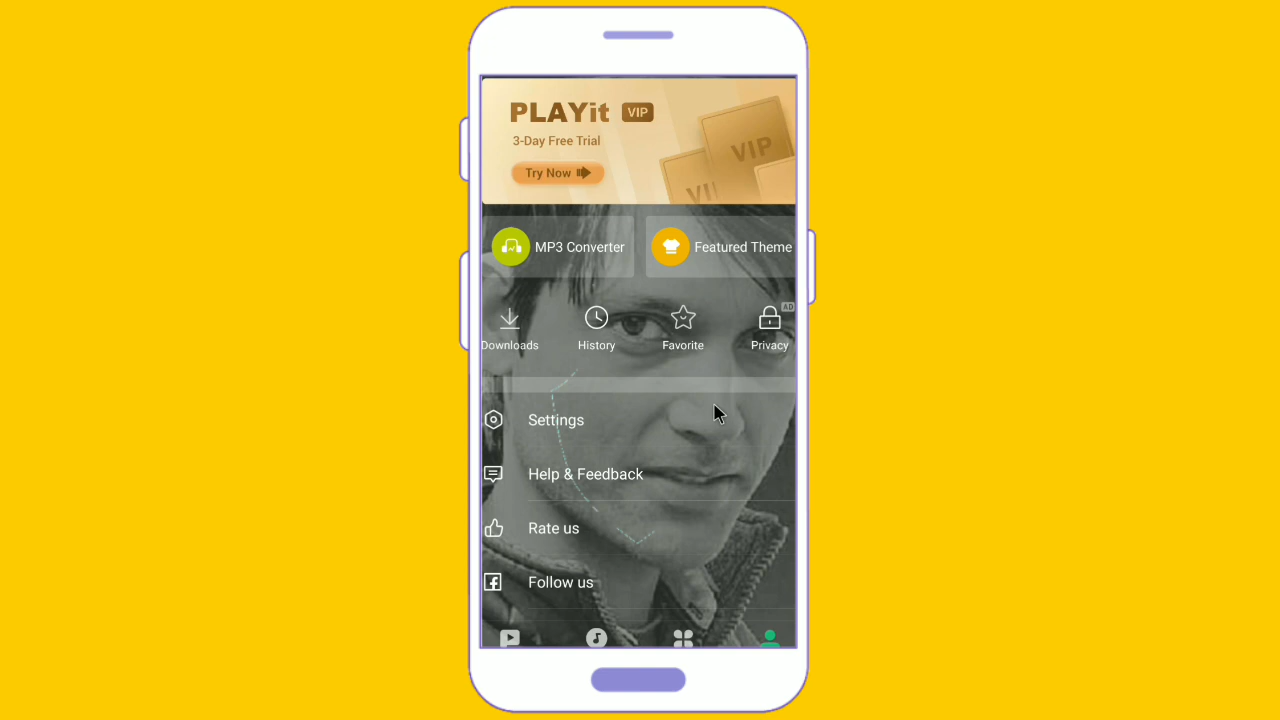 PLAYit VIP
3-Day Free Trial
Try Now
VIP
VI
MP3 Converter
Featured Theme
AD
Downloads
History
Favorite
Privacy
Settings
Help & Feedback
Rate us
Follow us